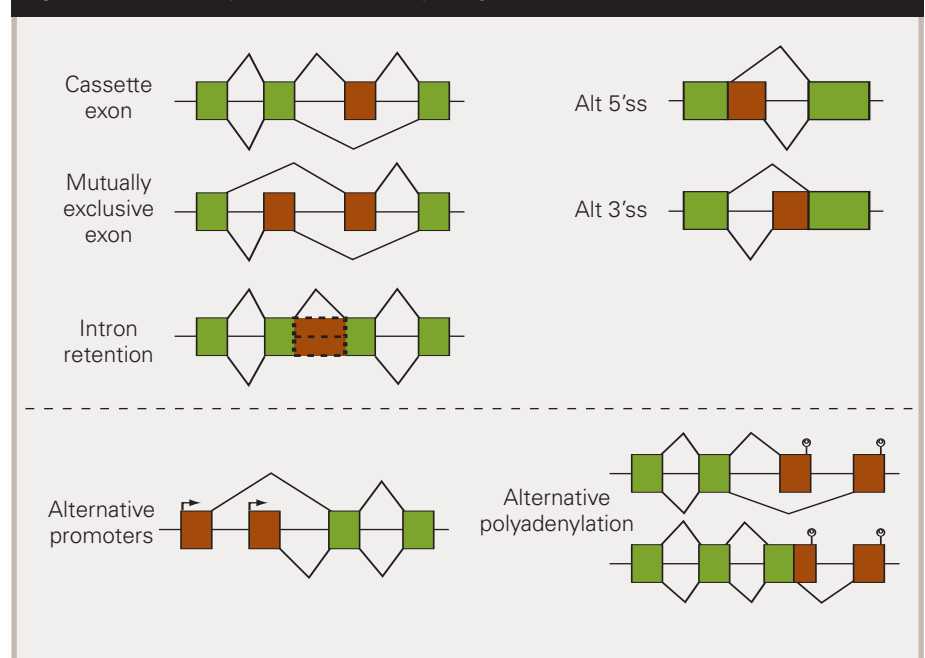 Cassette
exon
Alt 5'ss
Mutually
exclusive
exon
Alt 3'ss
Intron
retention
Alternative
promoters
Alternative
polyadenylation